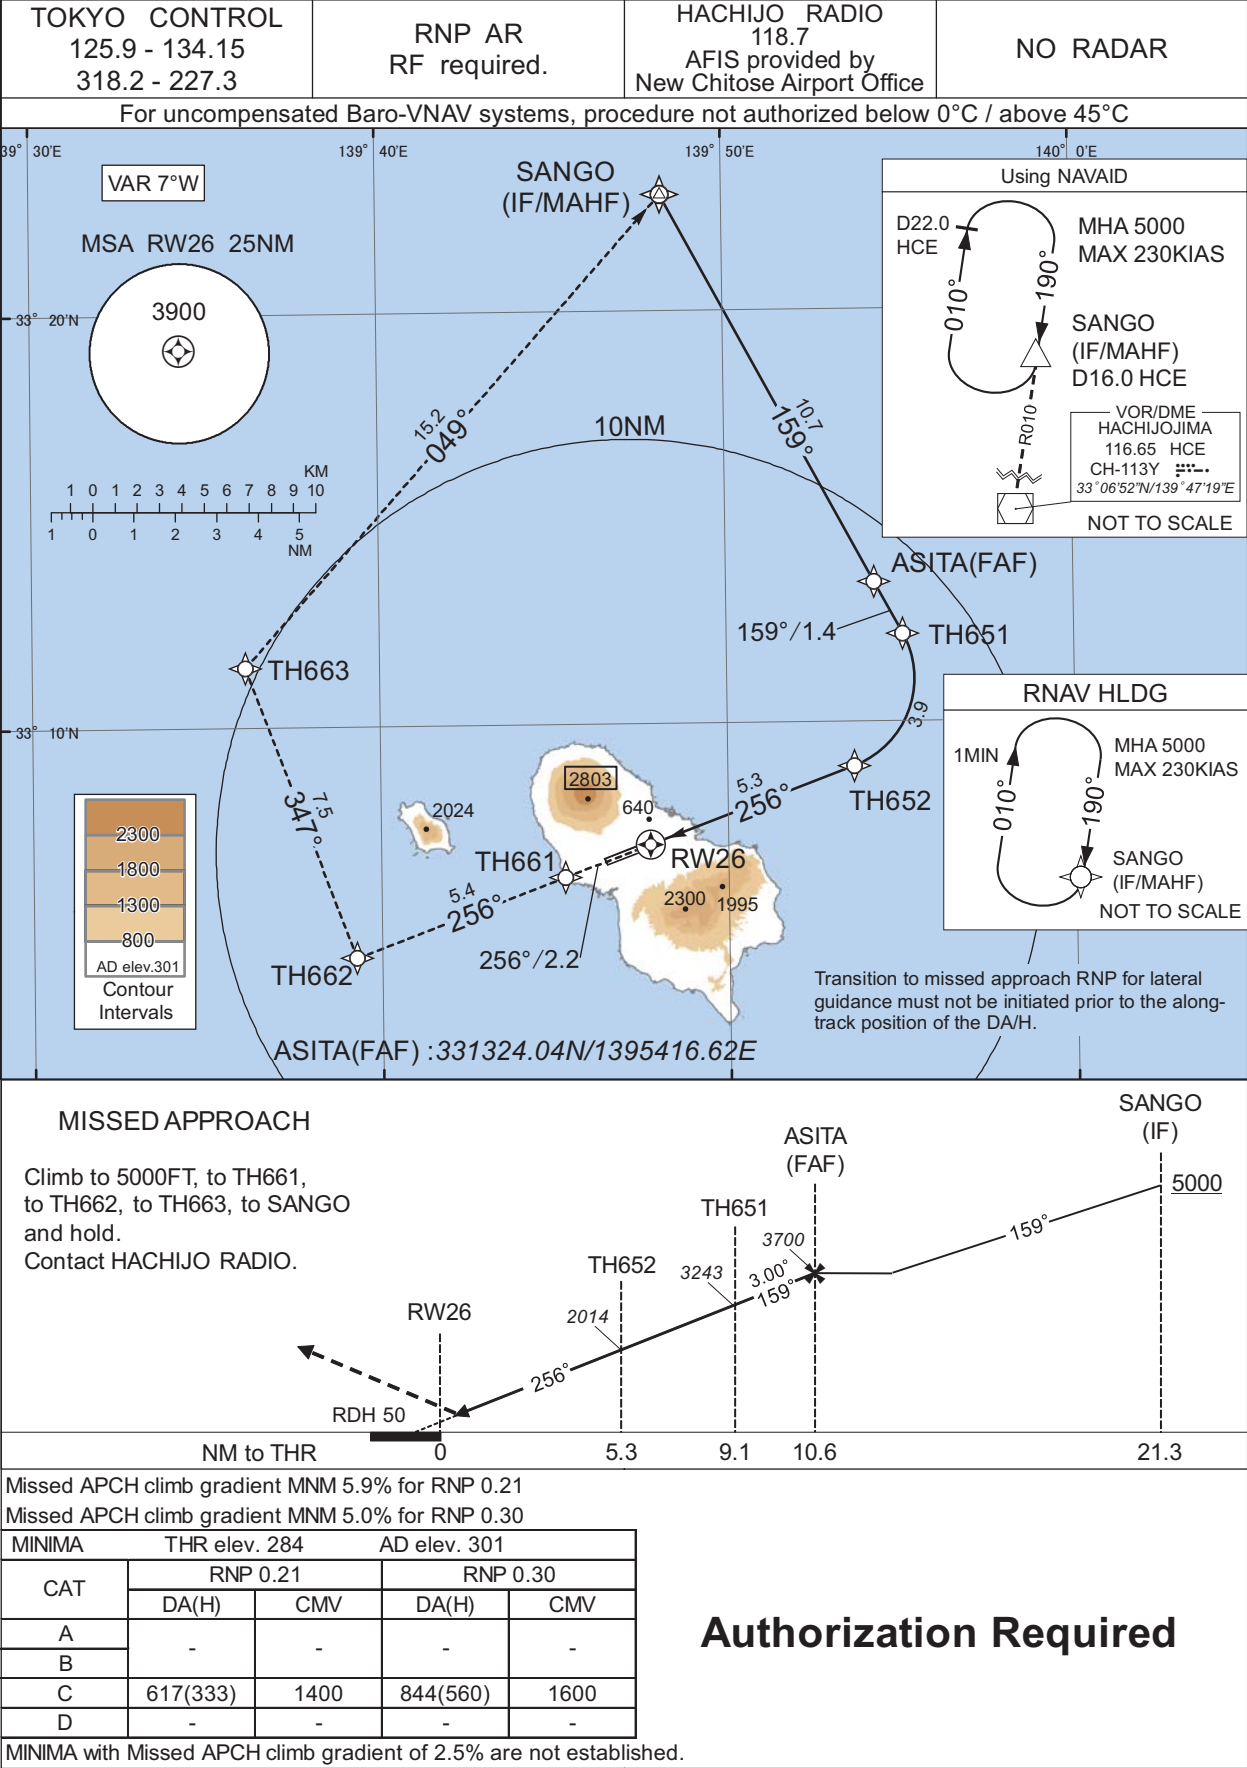 TOKYO CONTROL
125.9 - 134.15
318.2 - 227.3
RNP AR
RF required.
HACHIJO RADIO
118.7
AFIS provided by
New Chitose Airport Office
NO RADAR
For uncompensated Baro-VNAV systems, procedure not authorized below 0°C / above 45°C
39° 30'E
139° 40'E
139° 50'E
140° 0'E
VAR 7°W
MSA RW26 25NM
3900
33° 20'N
33° 10'N
KM
1 0 1 2 3 4 5 6 7 8 9 10
1 0 1 2 3 4 5
NM
SANGO
(IF/MAHF)
15.2
049°
10NM
10.7
159°
ASITA(FAF)
159°/1.4
TH651
3.9
TH652
5.3
256°
TH663
7.5
347°
2024
2803
640
RW26
TH661
2300
1995
5.4
256°
256°/2.2
TH662
Using NAVAID
D22.0
HCE
MHA 5000
MAX 230KIAS
010°
190°
SANGO
(IF/MAHF)
D16.0 HCE
R010
VOR/DME
HACHIJOJIMA
116.65 HCE
CH-113Y
33°06'52"N/139°47'19"E
NOT TO SCALE
RNAV HLDG
1MIN
MHA 5000
MAX 230KIAS
010°
190°
SANGO
(IF/MAHF)
NOT TO SCALE
2300
1800
1300
800
AD elev.301
Contour
Intervals
Transition to missed approach RNP for lateral
guidance must not be initiated prior to the along-
track position of the DA/H.
ASITA(FAF) :331324.04N/1395416.62E
MISSED APPROACH
Climb to 5000FT, to TH661,
to TH662, to TH663, to SANGO
and hold.
Contact HACHIJO RADIO.
SANGO
(IF)
5000
ASITA
(FAF)
159°
TH651
3700
3.00°
159°
3243
TH652
2014
RW26
256°
RDH 50
NM to THR 0 5.3 9.1 10.6 21.3
Missed APCH climb gradient MNM 5.9% for RNP 0.21
Missed APCH climb gradient MNM 5.0% for RNP 0.30
MINIMA THR elev. 284 AD elev. 301
CAT RNP 0.21 RNP 0.30
DA(H) CMV DA(H) CMV
A
- - - -
B
C 617(333) 1400 844(560) 1600
D - - - -
MINIMA with Missed APCH climb gradient of 2.5% are not established.
Authorization Required